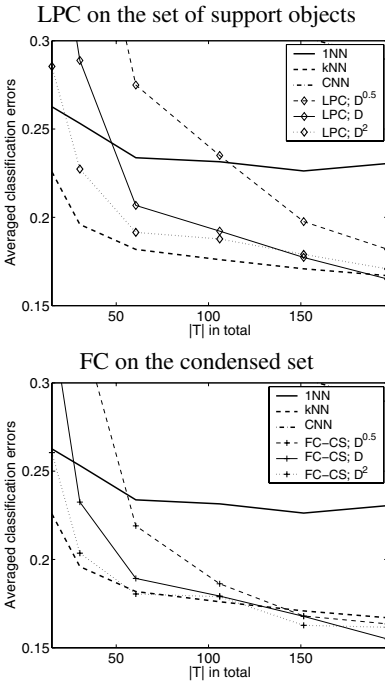 LPC on the set of support objects
0.3
0.25
0.2
0.15
Averaged classification errors
1NN
kNN
CNN
LPC; D^0.5
LPC; D
LPC; D^2
50
100
150
|T| in total
FC on the condensed set
0.3
0.25
0.2
0.15
Averaged classification errors
1NN
kNN
CNN
FC−CS; D^0.5
FC−CS; D
FC−CS; D^2
50
100
150
|T| in total